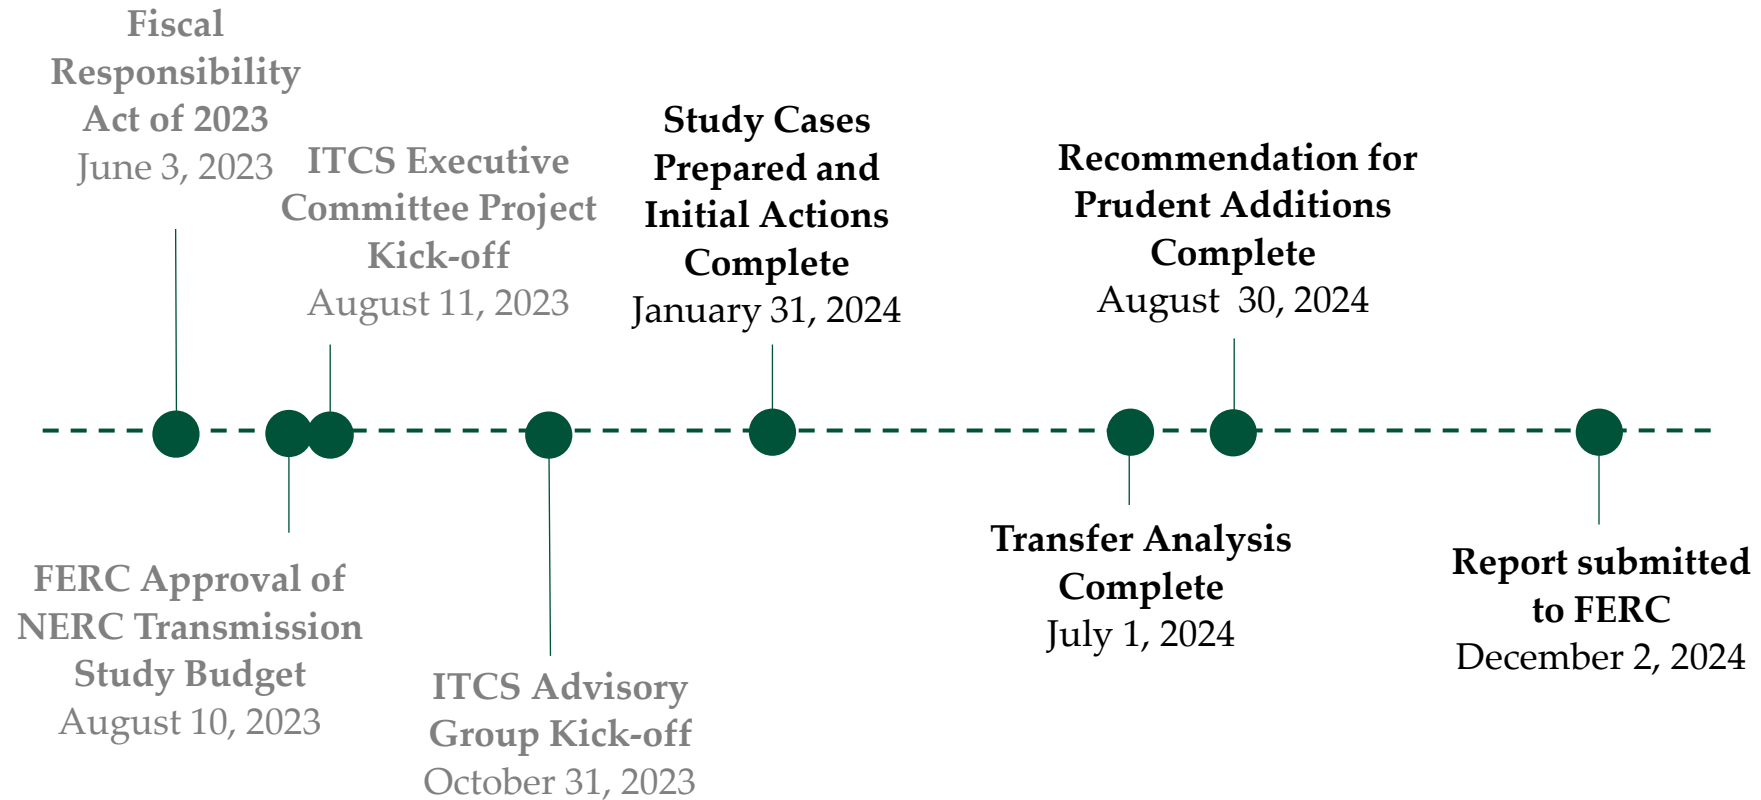 Fiscal
Responsibility
Act of 2023
June 3, 2023
ITCS Executive
Committee Project
Kick-off
August 11, 2023
Study Cases
Prepared and
Initial Actions
Complete
January 31, 2024
Recommendation for
Prudent Additions
Complete
August  30, 2024
FERC Approval of
NERC Transmission
Study Budget
August 10, 2023
ITCS Advisory
Group Kick-off
October 31, 2023
Transfer Analysis
Complete
July 1, 2024
Report submitted
to FERC
December 2, 2024